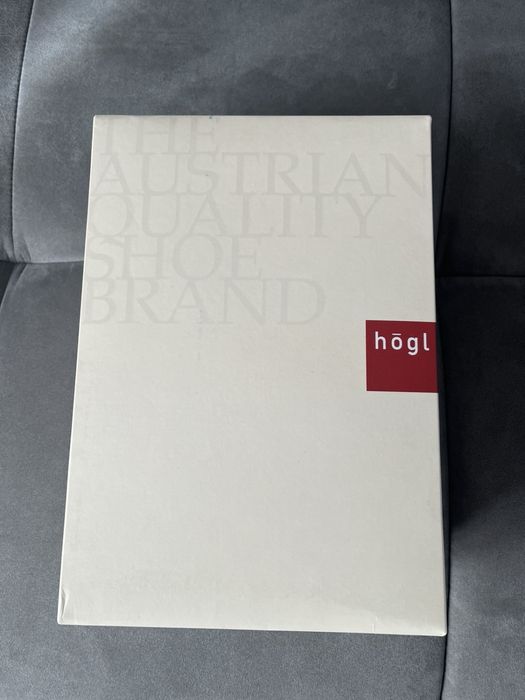 THE
AUSTRIAN
QUALITY
SHOE
BRAND
hōgl